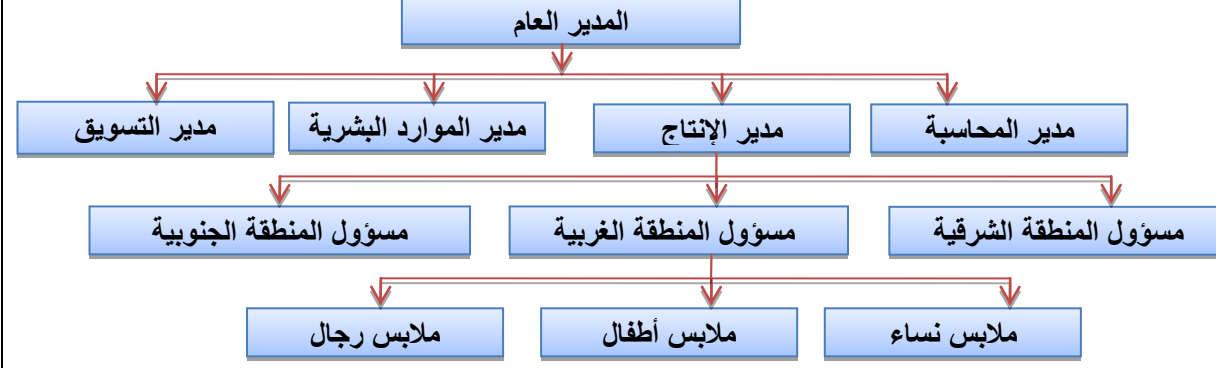 المدير العام
مدير المحاسبة
مدير الإنتاج
مدير الموارد البشرية
مدير التسويق
مسؤول المنطقة الشرقية
مسؤول المنطقة الغربية
مسؤول المنطقة الجنوبية
ملابس نساء
ملابس أطفال
ملابس رجال